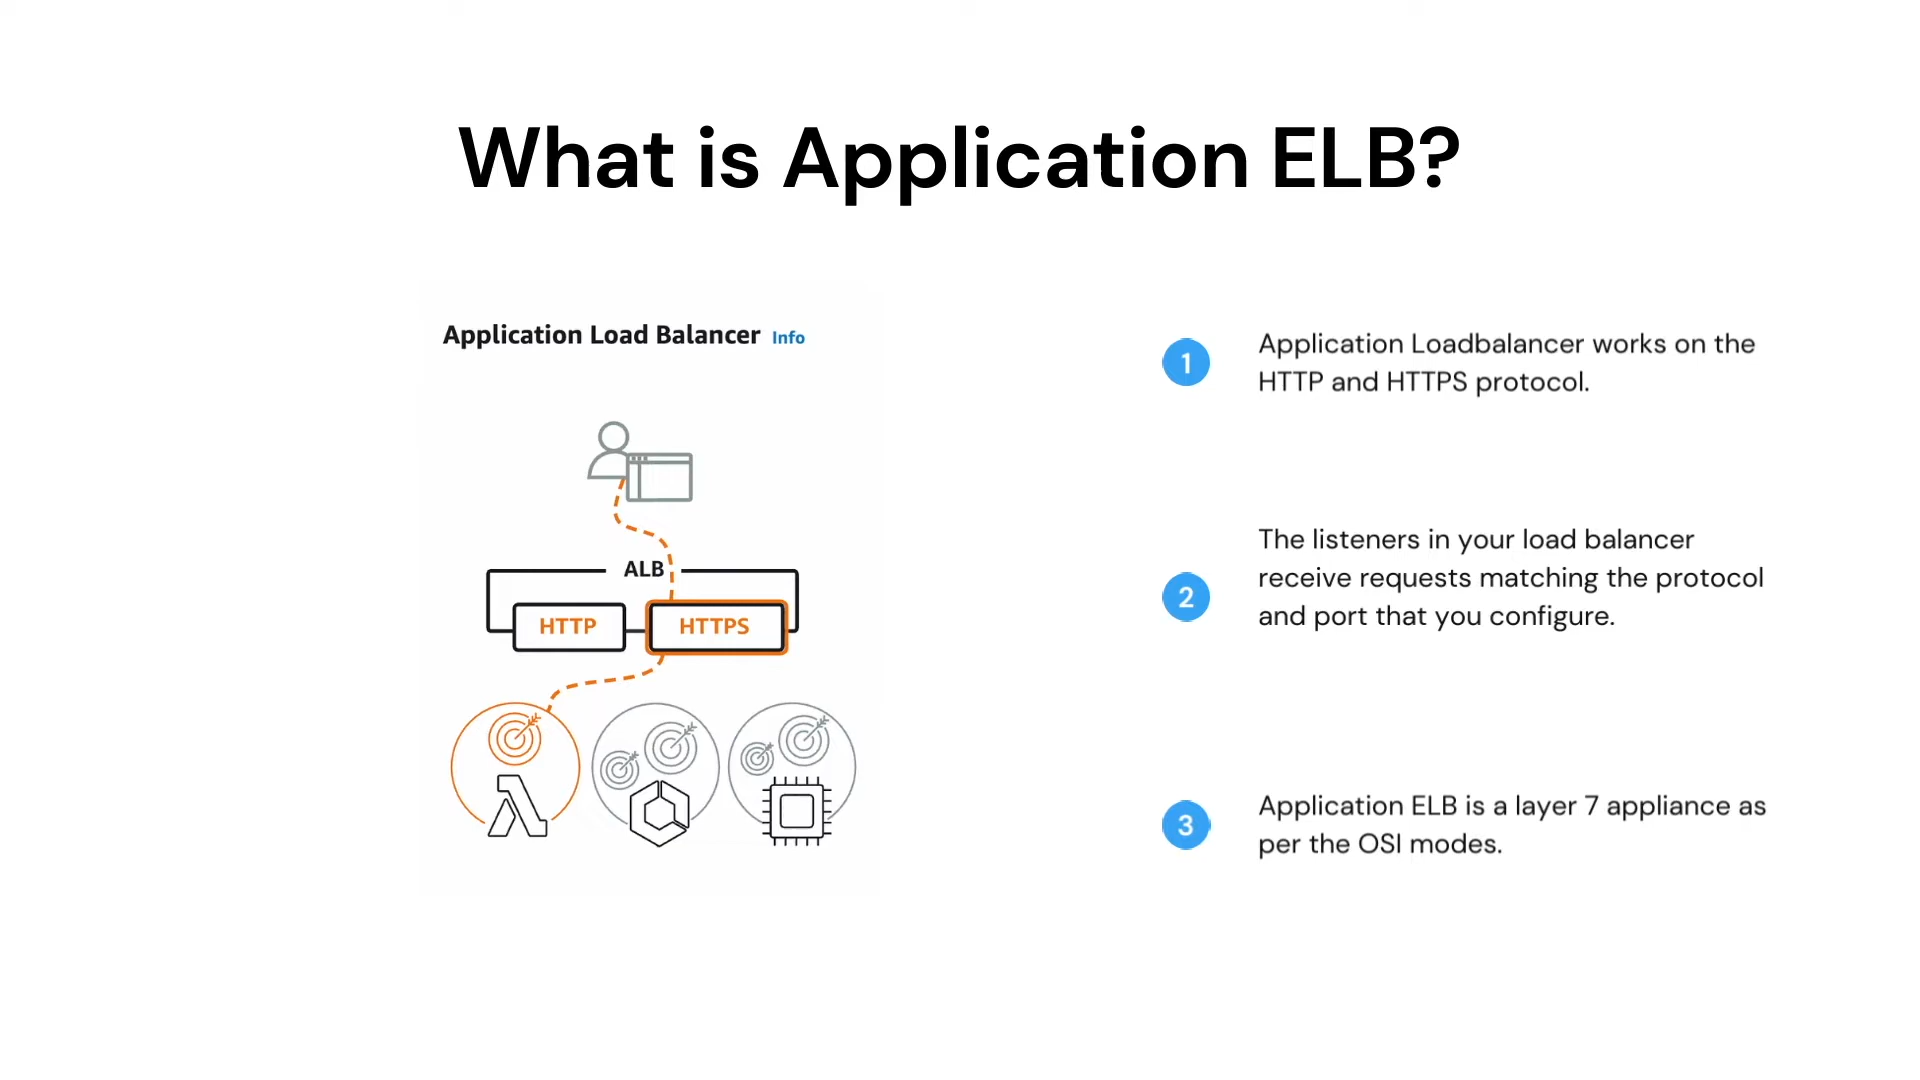 What is Application ELB?
Application Load Balancer Info
ALB
HTTP
HTTPS
1
Application Loadbalancer works on the
HTTP and HTTPS protocol.
2
The listeners in your load balancer
receive requests matching the protocol
and port that you configure.
3
Application ELB is a layer 7 appliance as
per the OSI modes.